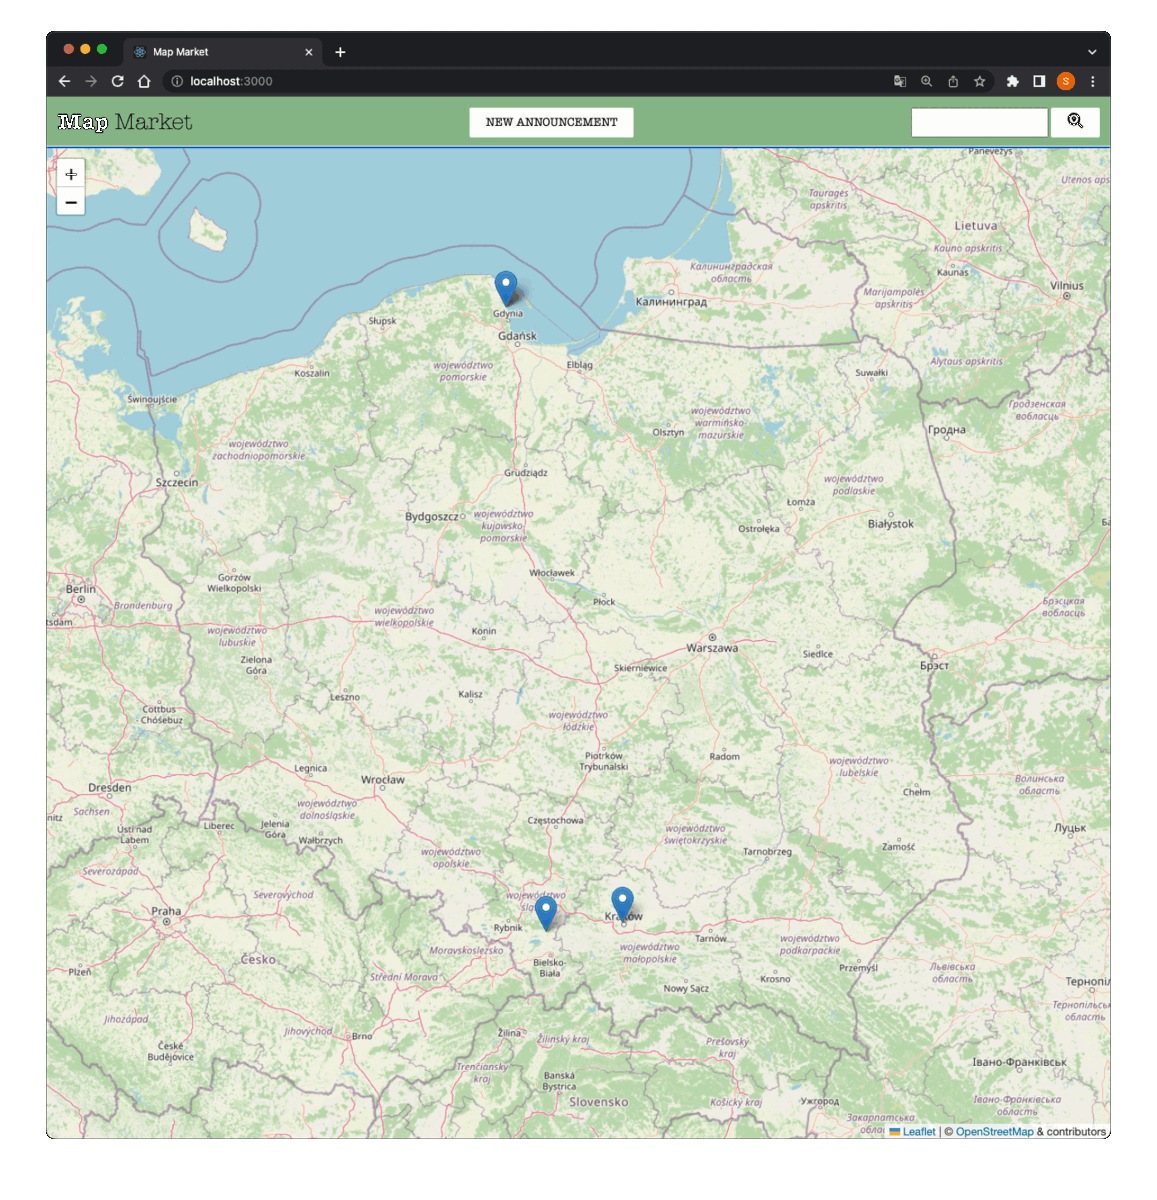 Map Market
localhost:3000
Map Market
NEW ANNOUNCEMENT
+
−
Panevėžys
Utenos aps
Tauragės
apskritis
Lietuva
Kauno apskritis
Kaunas
Vilnius
Калининградская
область
Marijampolės
apskritis
Калининград
Gdynia
Gdańsk
Słupsk
Elbląg
województwo
pomorskie
Koszalin
Suwałki
Alytaus apskritis
Świnoujście
Гродзенская
вобласць
województwo
warmińsko-
mazurskie
Olsztyn
Гродна
województwo
zachodniopomorskie
Szczecin
Grudziądz
województwo
podlaskie
Łomża
Bydgoszcz
województwo
kujawsko-
pomorskie
Ostrołęka
Białystok
Ба
Gorzów
Wielkopolski
Włocławek
Płock
Berlin
Brandenburg
tsdam
województwo
wielkopolskie
Брэсцкая
вобласць
województwo
lubuskie
Konin
Warszawa
Siedlce
Брэст
Zielona
Góra
Skierniewice
Leszno
Kalisz
Cottbus
- Chóśebuz
województwo
łódzkie
Piotrków
Trybunalski
Radom
województwo
lubelskie
Legnica
Wrocław
Dresden
Chełm
Волинська
область
Sachsen
nitz
województwo
dolnośląskie
Ústí nad
Labem
Liberec
Jelenia
Góra
Wałbrzych
Częstochowa
województwo
świętokrzyskie
Луцьк
Tarnobrzeg
Zamość
województwo
opolskie
Severozápad
Severovýchod
województwo
Praha
Kraków
Rybnik
Tarnów
województwo
małopolskie
województwo
podkarpackie
Moravskoslezsko
Česko
Plzeň
Střední Morava
Bielsko-
Biała
Krosno
Przemyśl
Львівська
область
Nowy Sącz
Тернопіл
Тернопільсь
область
Jihozápad
Jihovýchod
Brno
Žilina
Žilinský kraj
Prešovský
kraj
České
Budějovice
Trenčiansky
kraj
Banská
Bystrica
Івано-Франківськ
Slovensko
Košický kraj
Ужгород
Івано-Франківська
область
Закарпатська
обла
Leaflet | © OpenStreetMap & contributors